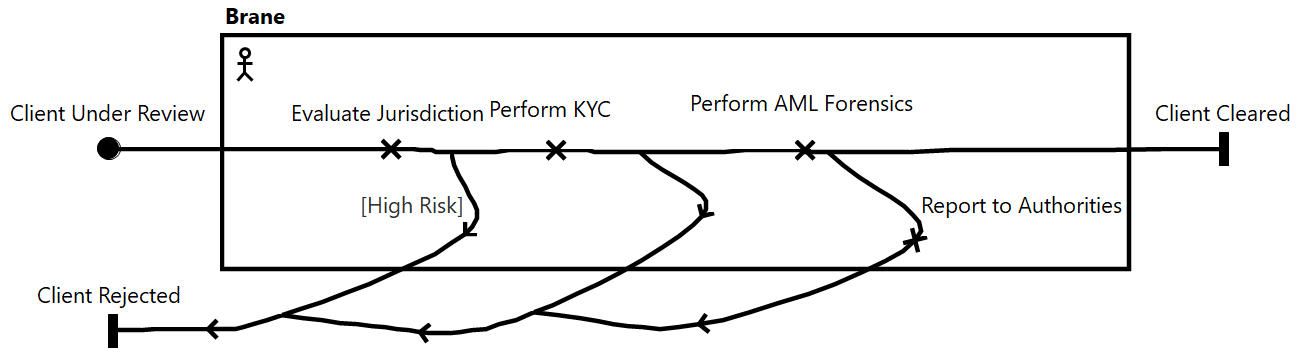 Brane
Client Under Review
Evaluate Jurisdiction
Perform KYC
Perform AML Forensics
Client Cleared
[High Risk]
Report to Authorities
Client Rejected